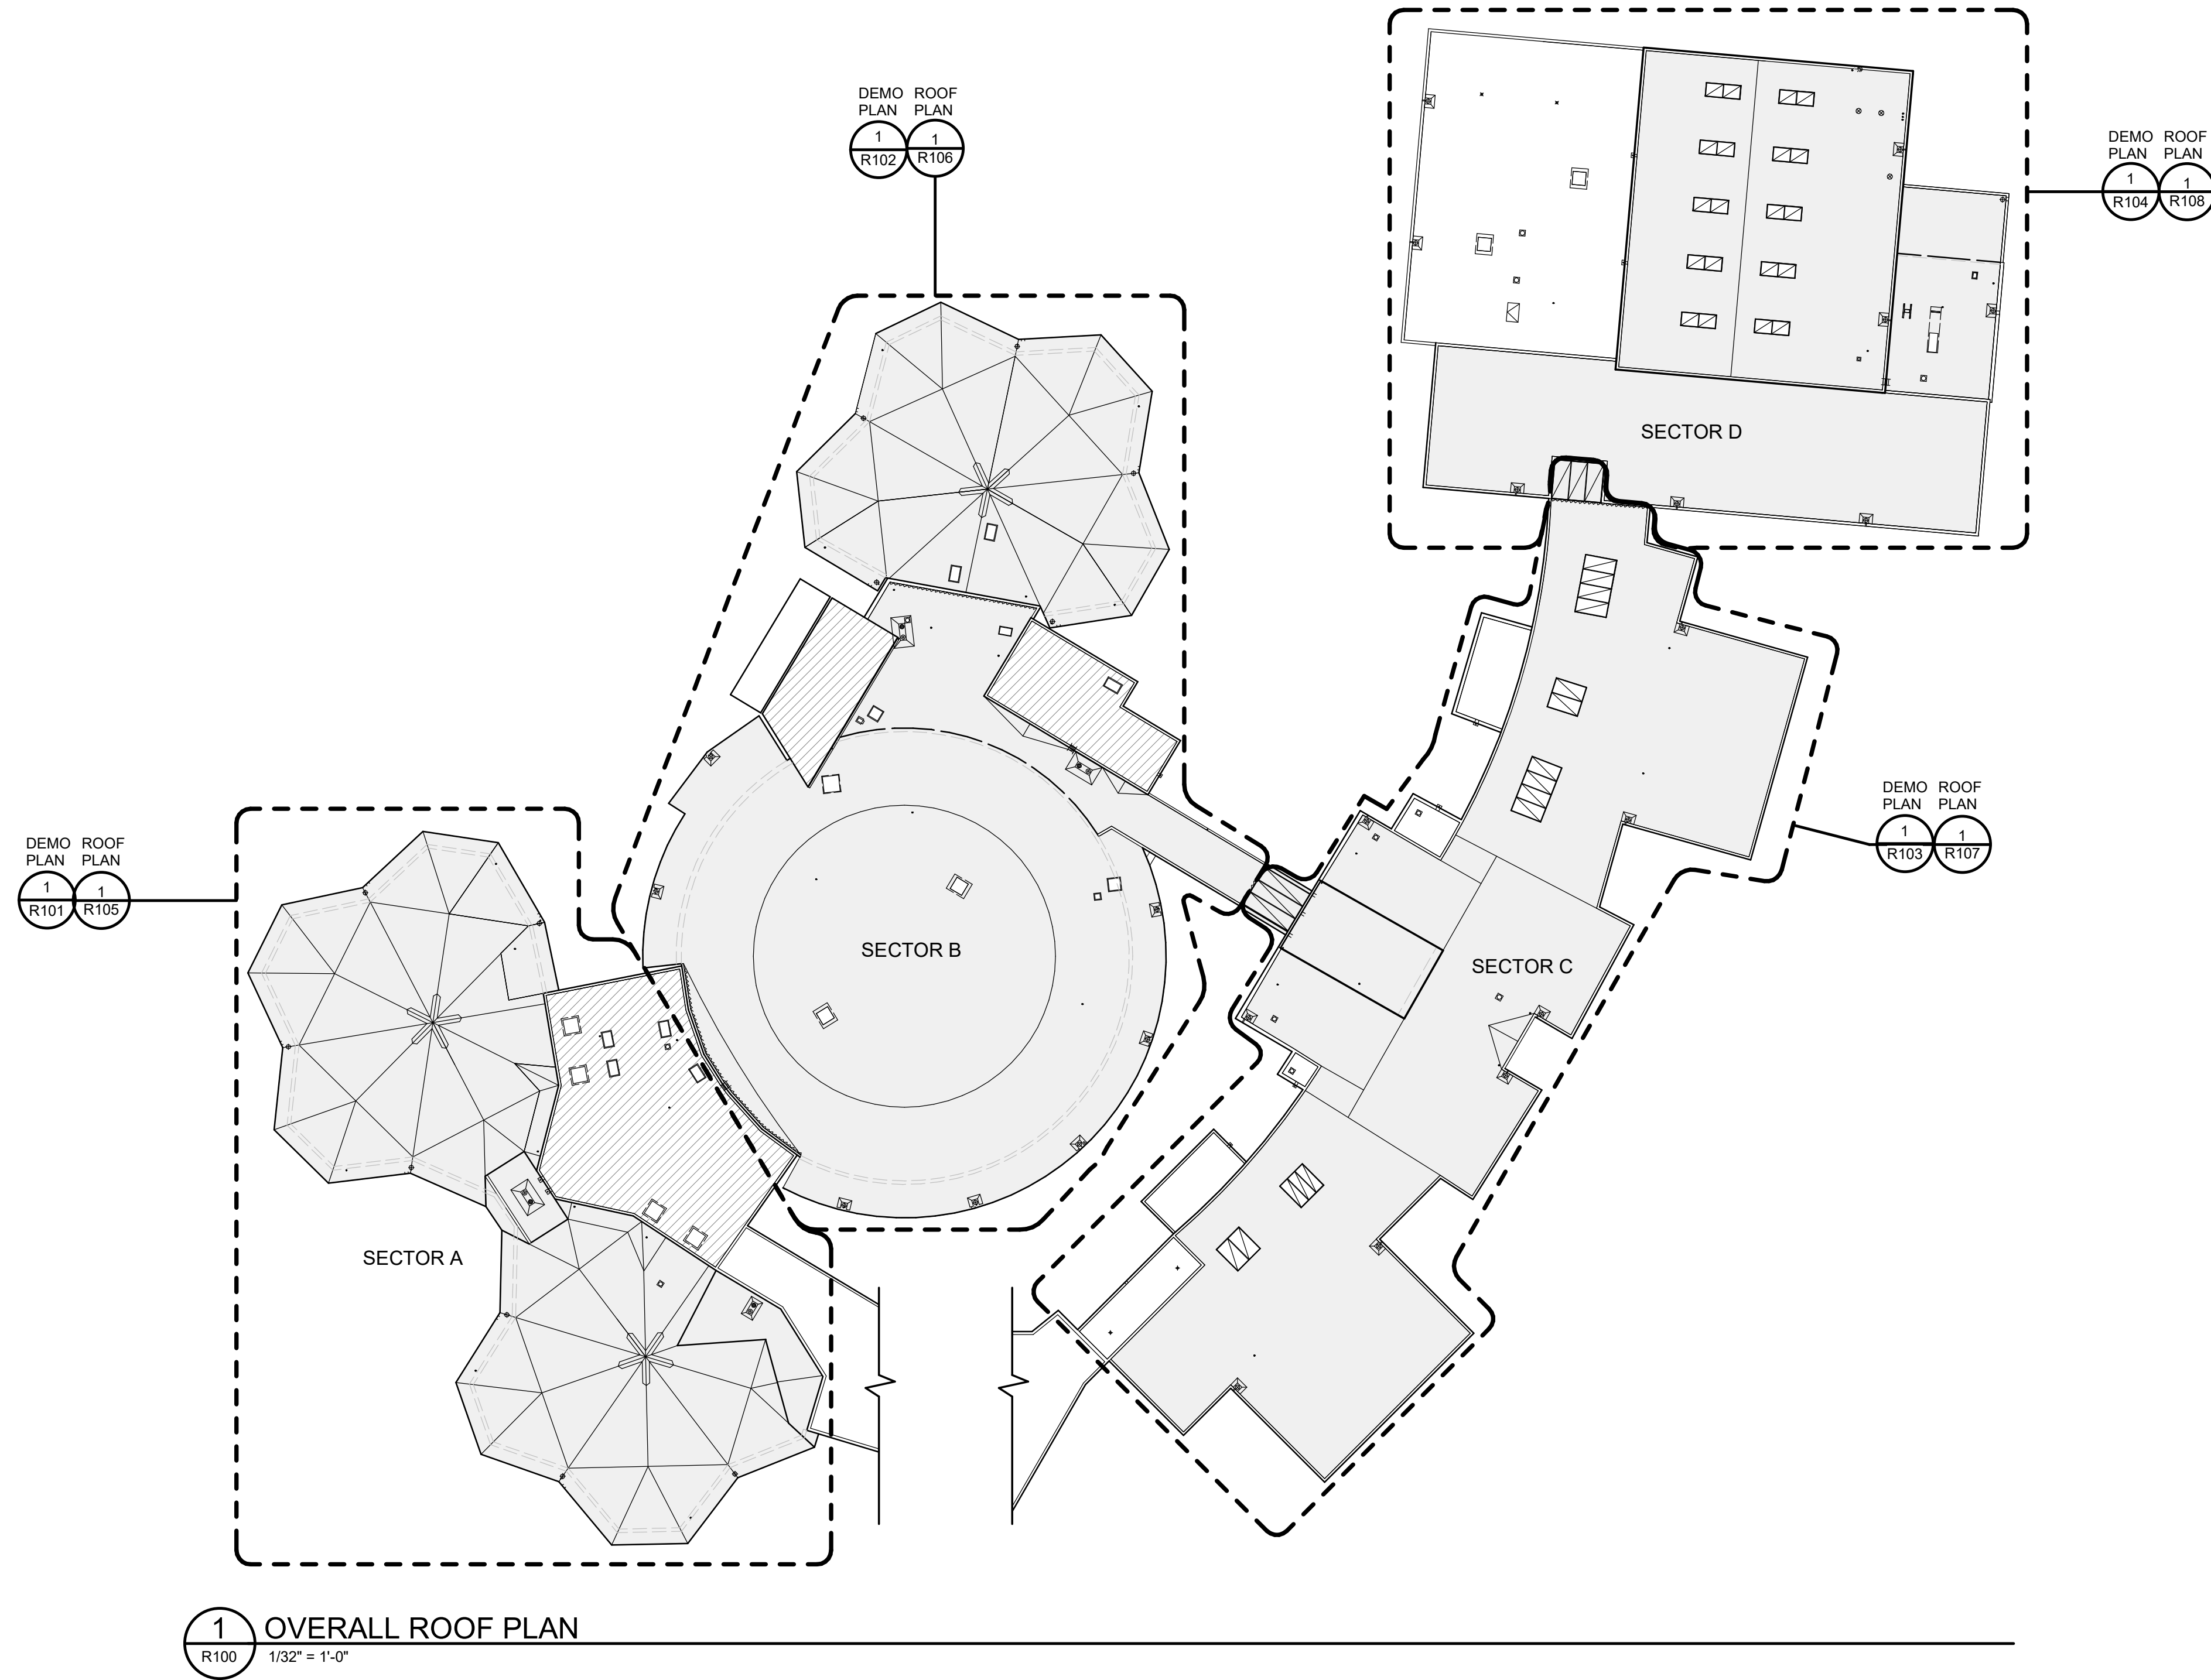 DEMO ROOF
PLAN PLAN
1 1
R102 R106
DEMO ROOF
PLAN PLAN
1 1
R104 R108
SECTOR D
DEMO ROOF
PLAN PLAN
1 1
R103 R107
DEMO ROOF
PLAN PLAN
1 1
R101 R105
SECTOR B
SECTOR C
SECTOR A
1 OVERALL ROOF PLAN
R100 1/32" = 1'-0"